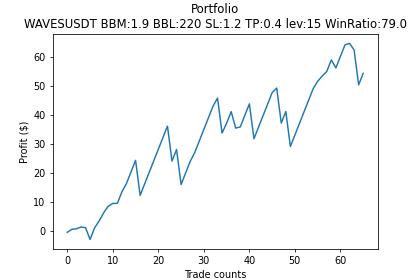 Portfolio
WAVESUSDT BBM:1.9 BBL:220 SL:1.2 TP:0.4 lev:15 WinRatio:79.0
60
50
40
30
20
10
0
Profit ($)
0 10 20 30 40 50 60
Trade counts